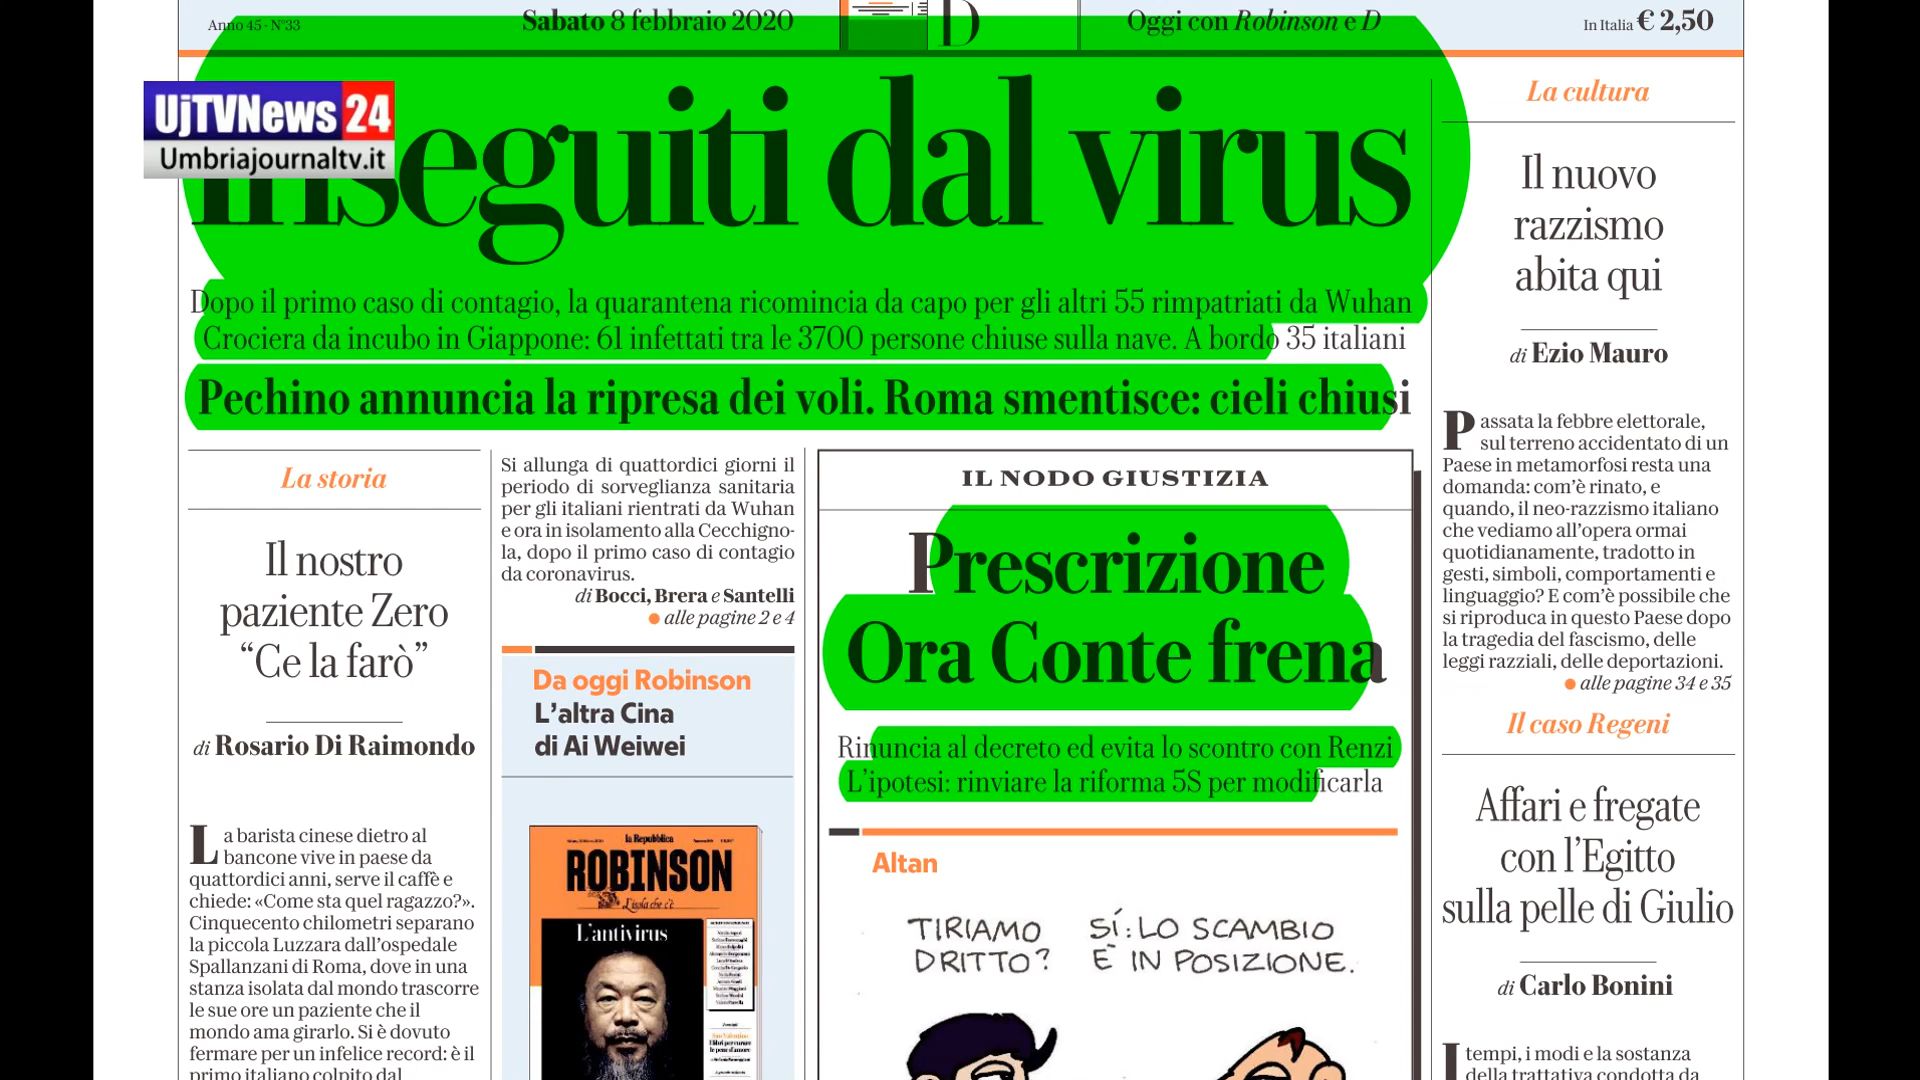 Anno 45 - N°33
Sabato 8 febbraio 2020
D
Oggi con Robinson e D
In Italia € 2,50
UjTVNews 24
Umbriajournaltv.it
Inseguiti dal virus
Dopo il primo caso di contagio, la quarantena ricomincia da capo per gli altri 55 rimpatriati da Wuhan
Crociera da incubo in Giappone: 61 infettati tra le 3700 persone chiuse sulla nave. A bordo 35 italiani
Pechino annuncia la ripresa dei voli. Roma smentisce: cieli chiusi
La storia
Il nostro
paziente Zero
“Ce la farò”
di Rosario Di Raimondo
La barista cinese dietro al
bancone vive in paese da
quattordici anni, serve il caffè e
chiede: «Come sta quel ragazzo?».
Cinquecento chilometri separano
la piccola Luzzara dall’ospedale
Spallanzani di Roma, dove in una
stanza isolata dal mondo trascorre
le sue ore un paziente che il
mondo ama girarlo. Si è dovuto
fermare per un infelice record: è il
primo italiano colpito dal
Si allunga di quattordici giorni il
periodo di sorveglianza sanitaria
per gli italiani rientrati da Wuhan
e ora in isolamento alla Cecchigno-
la, dopo il primo caso di contagio
da coronavirus.
di Bocci, Brera e Santelli
● alle pagine 2 e 4
Da oggi Robinson
L’altra Cina
di Ai Weiwei
la Repubblica
ROBINSON
L’isola che c’è
L’antivirus
IL NODO GIUSTIZIA
Prescrizione
Ora Conte frena
Rinuncia al decreto ed evita lo scontro con Renzi
L’ipotesi: rinviare la riforma 5S per modificarla
Altan
TIRIAMO
DRITTO?
SÍ: LO SCAMBIO
È IN POSIZIONE.
La cultura
Il nuovo
razzismo
abita qui
di Ezio Mauro
Passata la febbre elettorale,
sul terreno accidentato di un
Paese in metamorfosi resta una
domanda: com’è rinato, e
quando, il neo-razzismo italiano
che vediamo all’opera ormai
quotidianamente, tradotto in
gesti, simboli, comportamenti e
linguaggio? E com’è possibile che
si riproduca in questo Paese dopo
la tragedia del fascismo, delle
leggi razziali, delle deportazioni.
● alle pagine 34 e 35
Il caso Regeni
Affari e fregate
con l’Egitto
sulla pelle di Giulio
di Carlo Bonini
I tempi, i modi e la sostanza
della trattativa condotta da